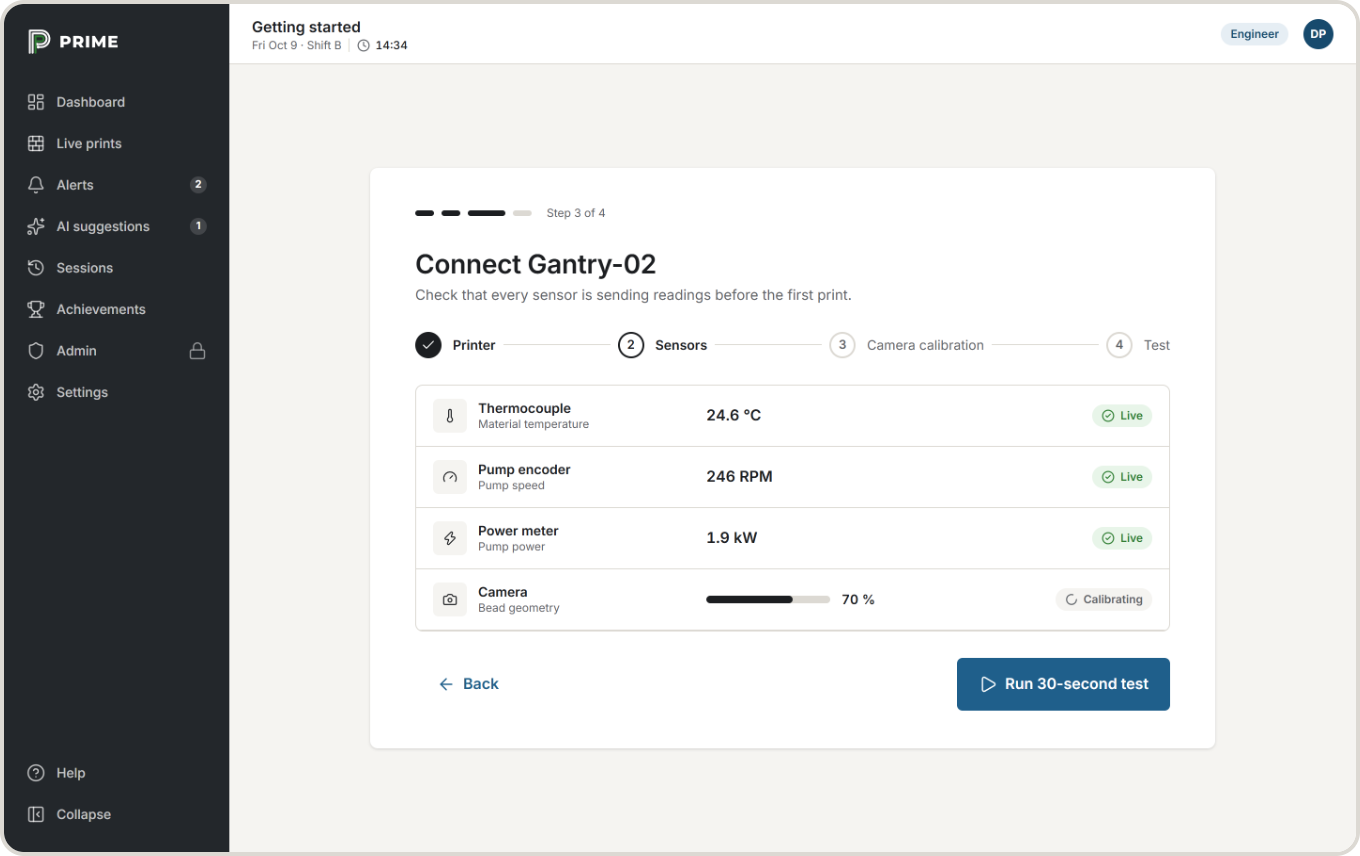 PRIME
Getting started
Fri Oct 9 · Shift B
14:34
Engineer
DP
Dashboard
Live prints
Alerts
2
AI suggestions
1
Sessions
Achievements
Admin
Settings
Help
Collapse
Step 3 of 4
Connect Gantry-02
Check that every sensor is sending readings before the first print.
Printer
2
Sensors
3
Camera calibration
4
Test
Thermocouple
Material temperature
24.6 °C
Live
Pump encoder
Pump speed
246 RPM
Live
Power meter
Pump power
1.9 kW
Live
Camera
Bead geometry
70 %
Calibrating
Back
Run 30-second test